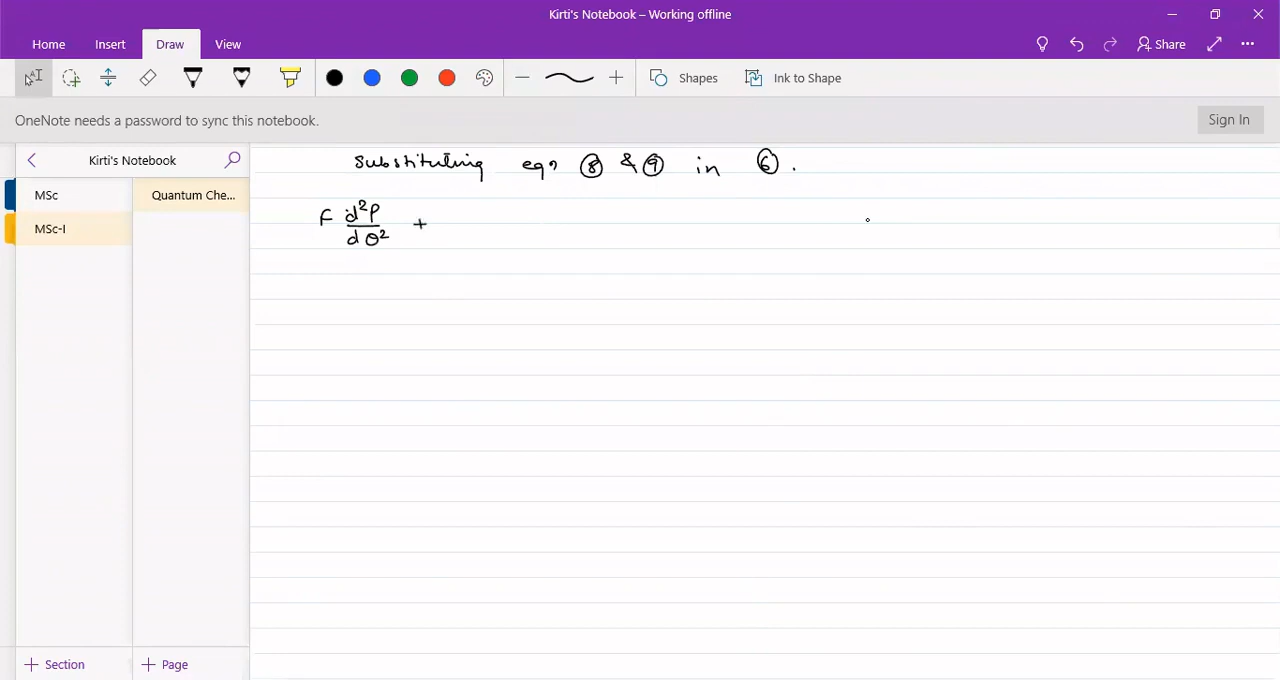 Kirti's Notebook – Working offline
Home Insert Draw View Share
Shapes Ink to Shape
OneNote needs a password to sync this notebook. Sign In
Kirti's Notebook
MSc Quantum Che...
MSc-I
Substituting eqn ⑧ & ⑨ in ⑥.
F d²P/dθ² +
+ Section + Page